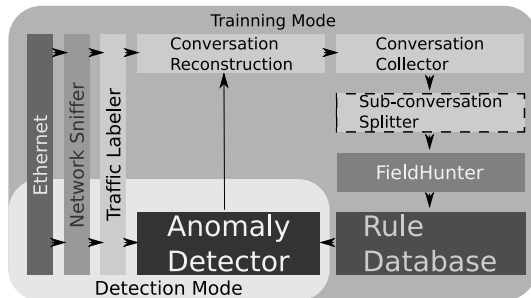 Trainning Mode
Conversation
Reconstruction
Conversation
Collector
Sub-conversation
Splitter
FieldHunter
Ethernet
Network Sniffer
Traffic Labeler
Anomaly
Detector
Rule
Database
Detection Mode